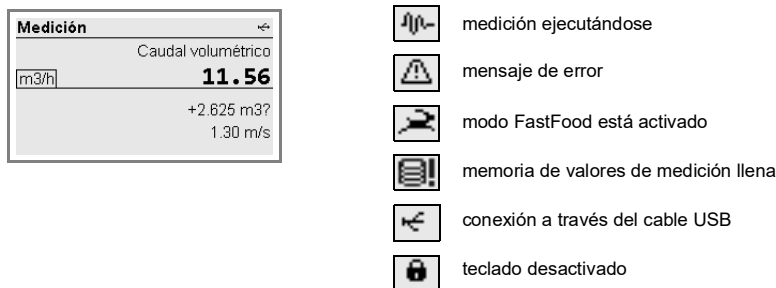 Medición
Caudal volumétrico
m3/h 11.56
+2.625 m3?
1.30 m/s
medición ejecutándose
mensaje de error
modo FastFood está activado
memoria de valores de medición llena
conexión a través del cable USB
teclado desactivado